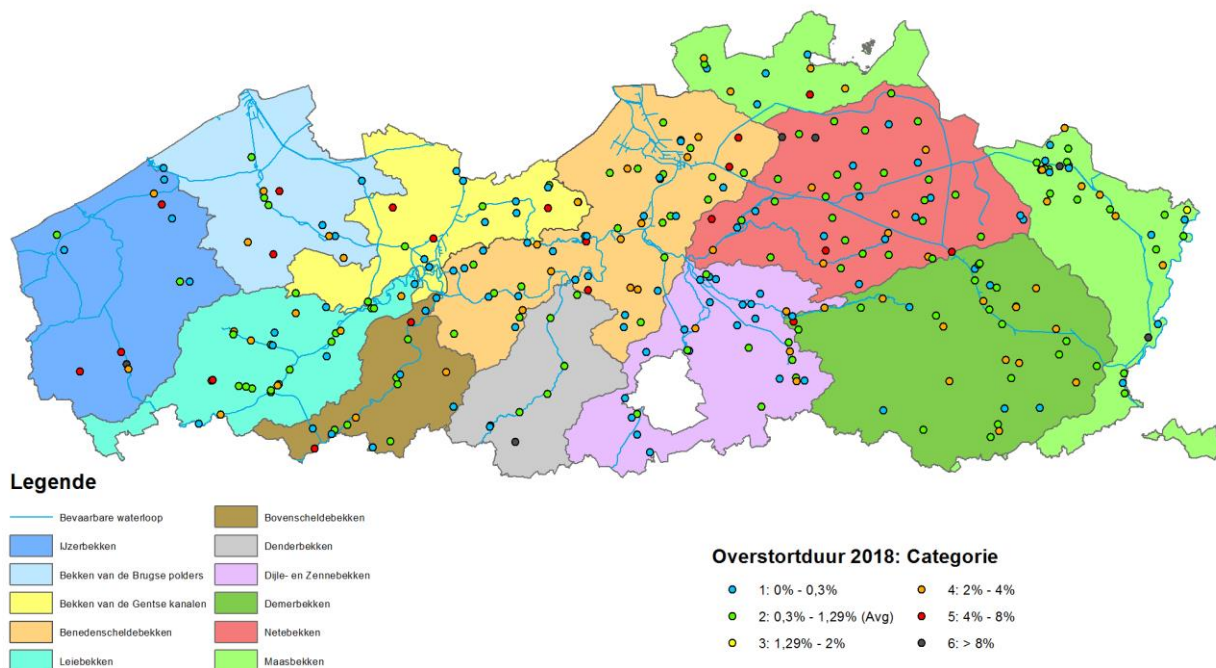 Legende
Bevaarbare waterloop
IJzerbekken
Bekken van de Brugse polders
Bekken van de Gentse kanalen
Benedenscheldebekken
Leiebekken
Bovenscheldebekken
Denderbekken
Dijle- en Zennebekken
Demerbekken
Netebekken
Maasbekken
Overstortduur 2018: Categorie
1: 0% - 0,3%
2: 0,3% - 1,29% (Avg)
3: 1,29% - 2%
4: 2% - 4%
5: 4% - 8%
6: > 8%